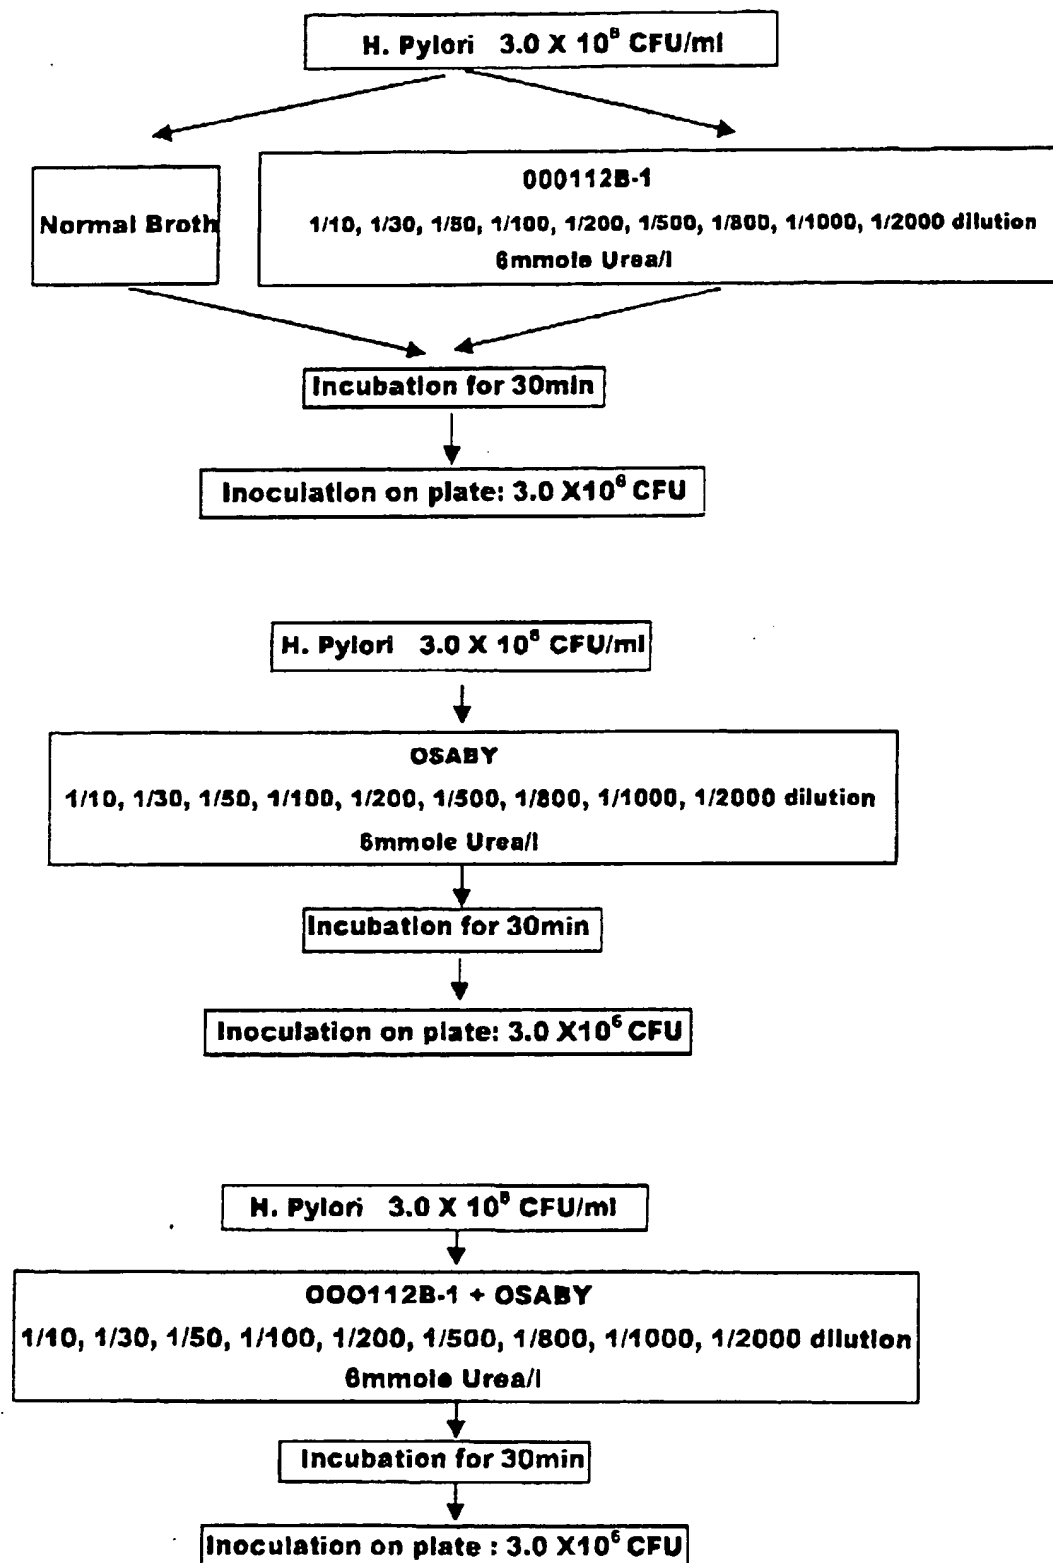 H. Pylori 3.0 X 10⁸ CFU/ml
Normal Broth
000112B-1
1/10, 1/30, 1/50, 1/100, 1/200, 1/500, 1/800, 1/1000, 1/2000 dilution
6mmole Urea/l
Incubation for 30min
Inoculation on plate: 3.0 X10⁶ CFU
H. Pylori 3.0 X 10⁸ CFU/ml
OSABY
1/10, 1/30, 1/50, 1/100, 1/200, 1/500, 1/800, 1/1000, 1/2000 dilution
6mmole Urea/l
Incubation for 30min
Inoculation on plate: 3.0 X10⁶ CFU
H. Pylori 3.0 X 10⁸ CFU/ml
000112B-1 + OSABY
1/10, 1/30, 1/50, 1/100, 1/200, 1/500, 1/800, 1/1000, 1/2000 dilution
6mmole Urea/l
Incubation for 30min
Inoculation on plate : 3.0 X10⁶ CFU